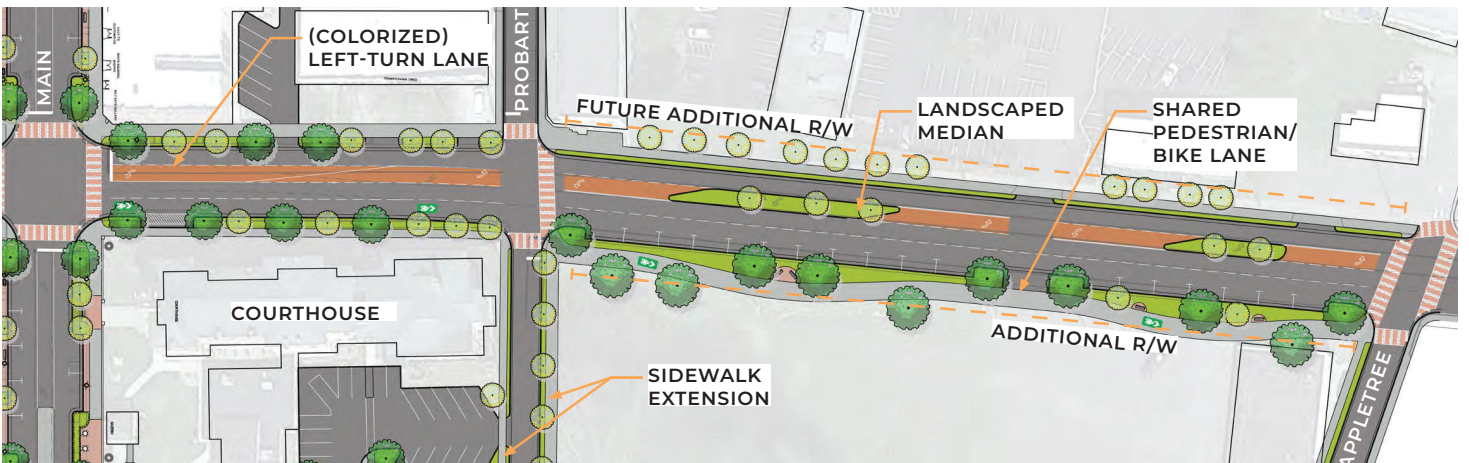 MAIN
(COLORIZED)
LEFT-TURN LANE
PROBART
FUTURE ADDITIONAL R/W
LANDSCAPED
MEDIAN
SHARED
PEDESTRIAN/
BIKE LANE
COURTHOUSE
ADDITIONAL R/W
SIDEWALK
EXTENSION
APPLETREE